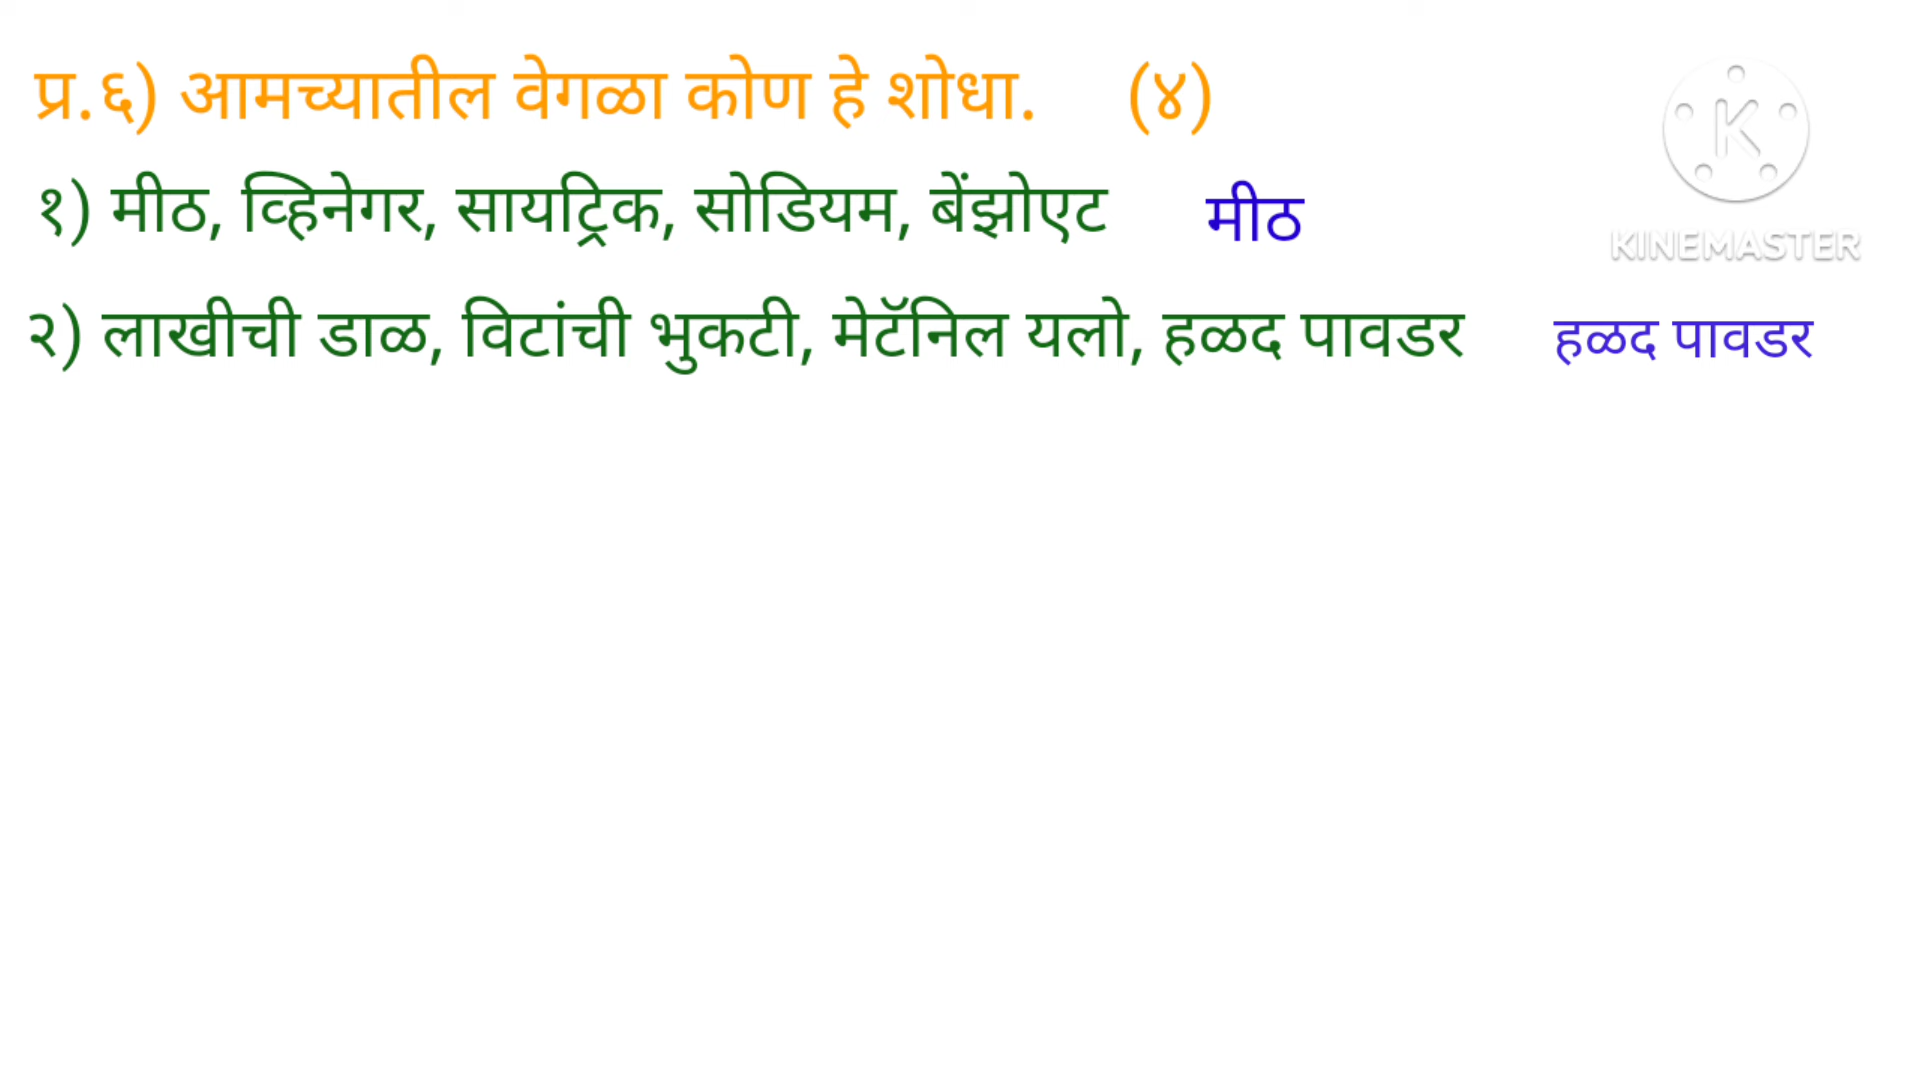 प्र.६) आमच्यातील वेगळा कोण हे शोधा. (४)
१) मीठ, व्हिनेगर, सायट्रिक, सोडियम, बेंझोएट मीठ
२) लाखीची डाळ, विटांची भुकटी, मेटॅनिल यलो, हळद पावडर हळद पावडर
K
KINEMASTER